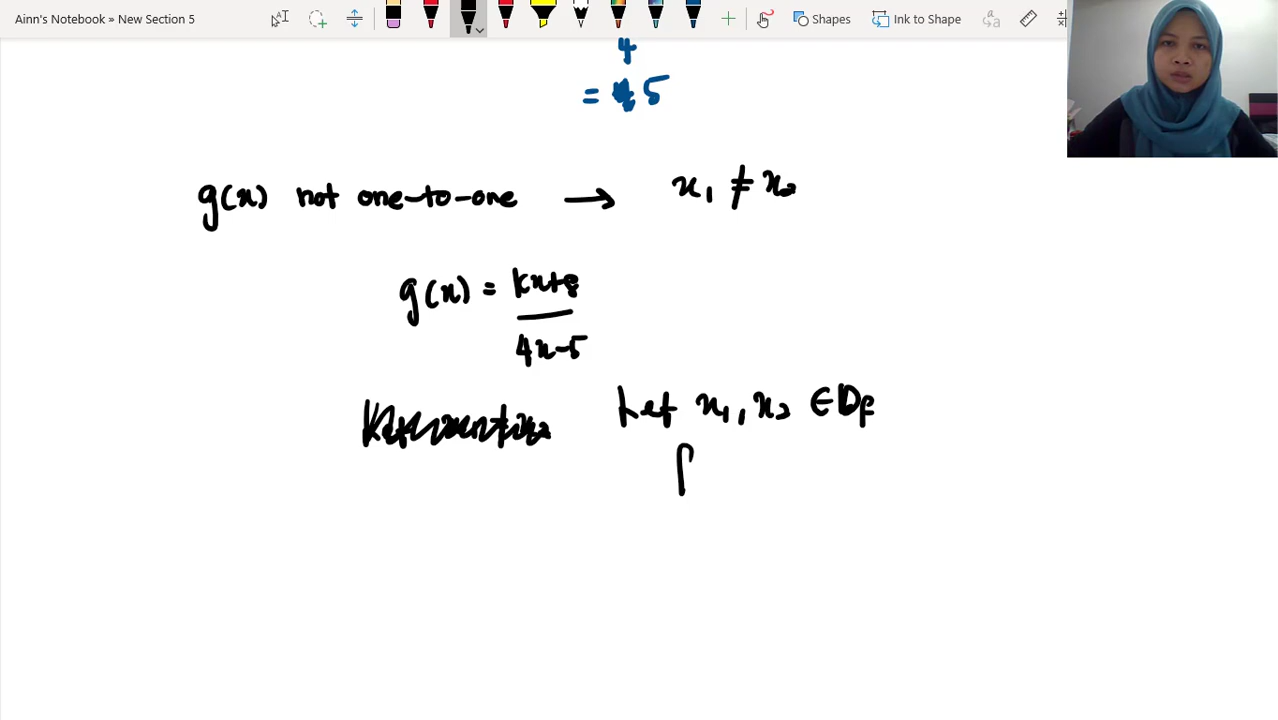 Ainn's Notebook » New Section 5
Shapes
Ink to Shape
4
= 5
g(x) not one-to-one → x₁ ≠ x₂
g(x) = kx+8
4x-5
Let x₁, x₂ ∈ Df
f